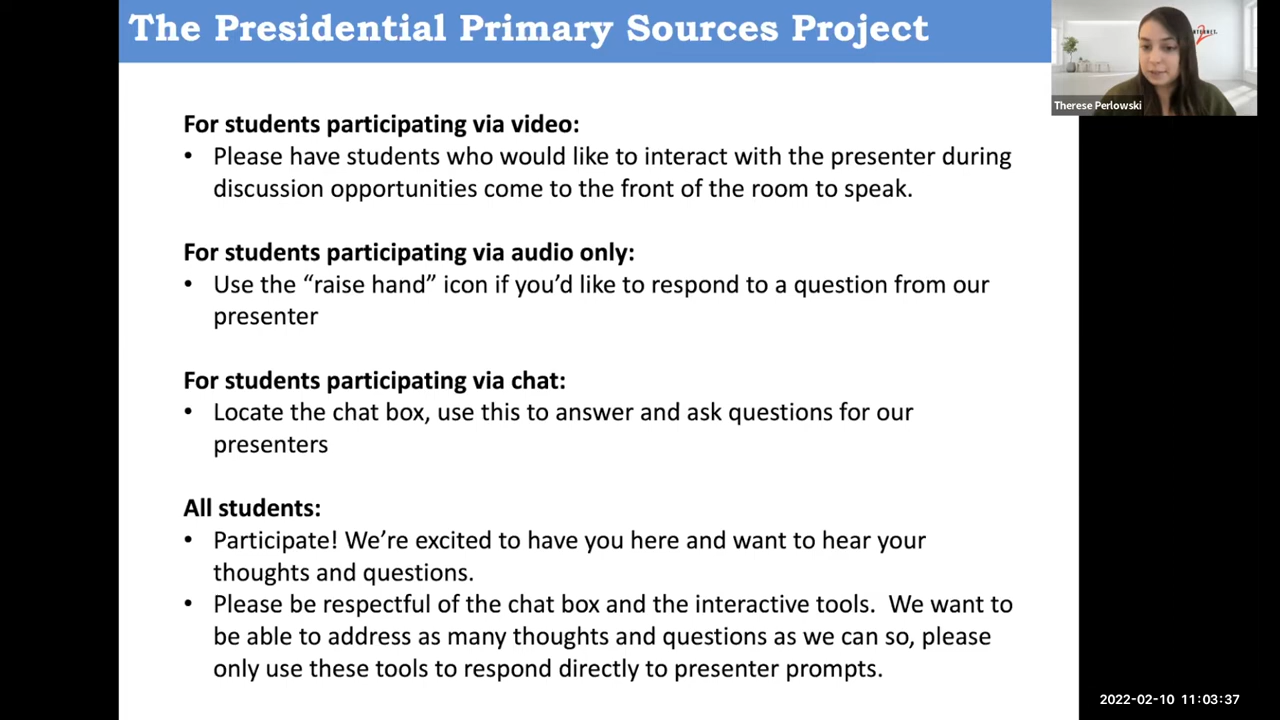 The Presidential Primary Sources Project
Therese Perlowski
For students participating via video:
• Please have students who would like to interact with the presenter during
discussion opportunities come to the front of the room to speak.
For students participating via audio only:
• Use the “raise hand” icon if you’d like to respond to a question from our
presenter
For students participating via chat:
• Locate the chat box, use this to answer and ask questions for our
presenters
All students:
• Participate! We’re excited to have you here and want to hear your
thoughts and questions.
• Please be respectful of the chat box and the interactive tools.  We want to
be able to address as many thoughts and questions as we can so, please
only use these tools to respond directly to presenter prompts.
2022-02-10 11:03:37